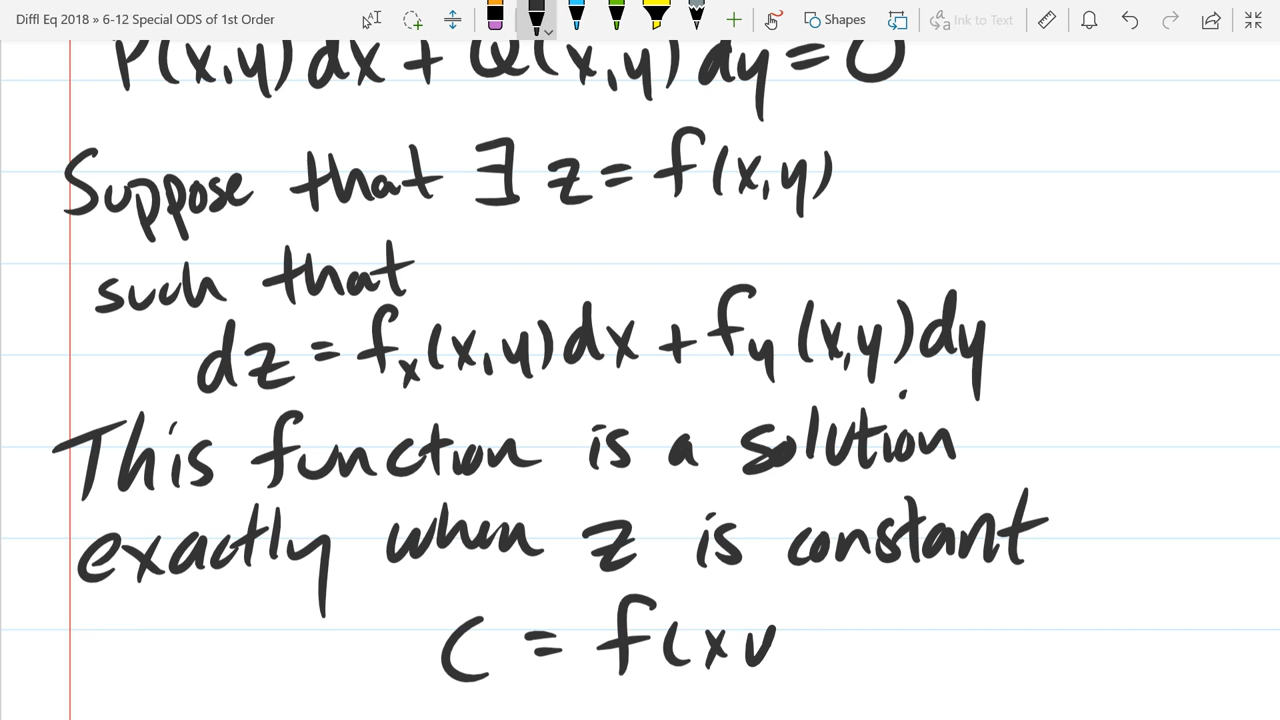 Diffl Eq 2018 » 6-12 Special ODS of 1st Order
Shapes
Ink to Text
P(x,y)dx + Q(x,y)dy = 0
Suppose that ∃ z = f(x,y)
such that
dz = fₓ(x,y)dx + f_y(x,y)dy
This function is a solution
exactly when z is constant
C = f(x